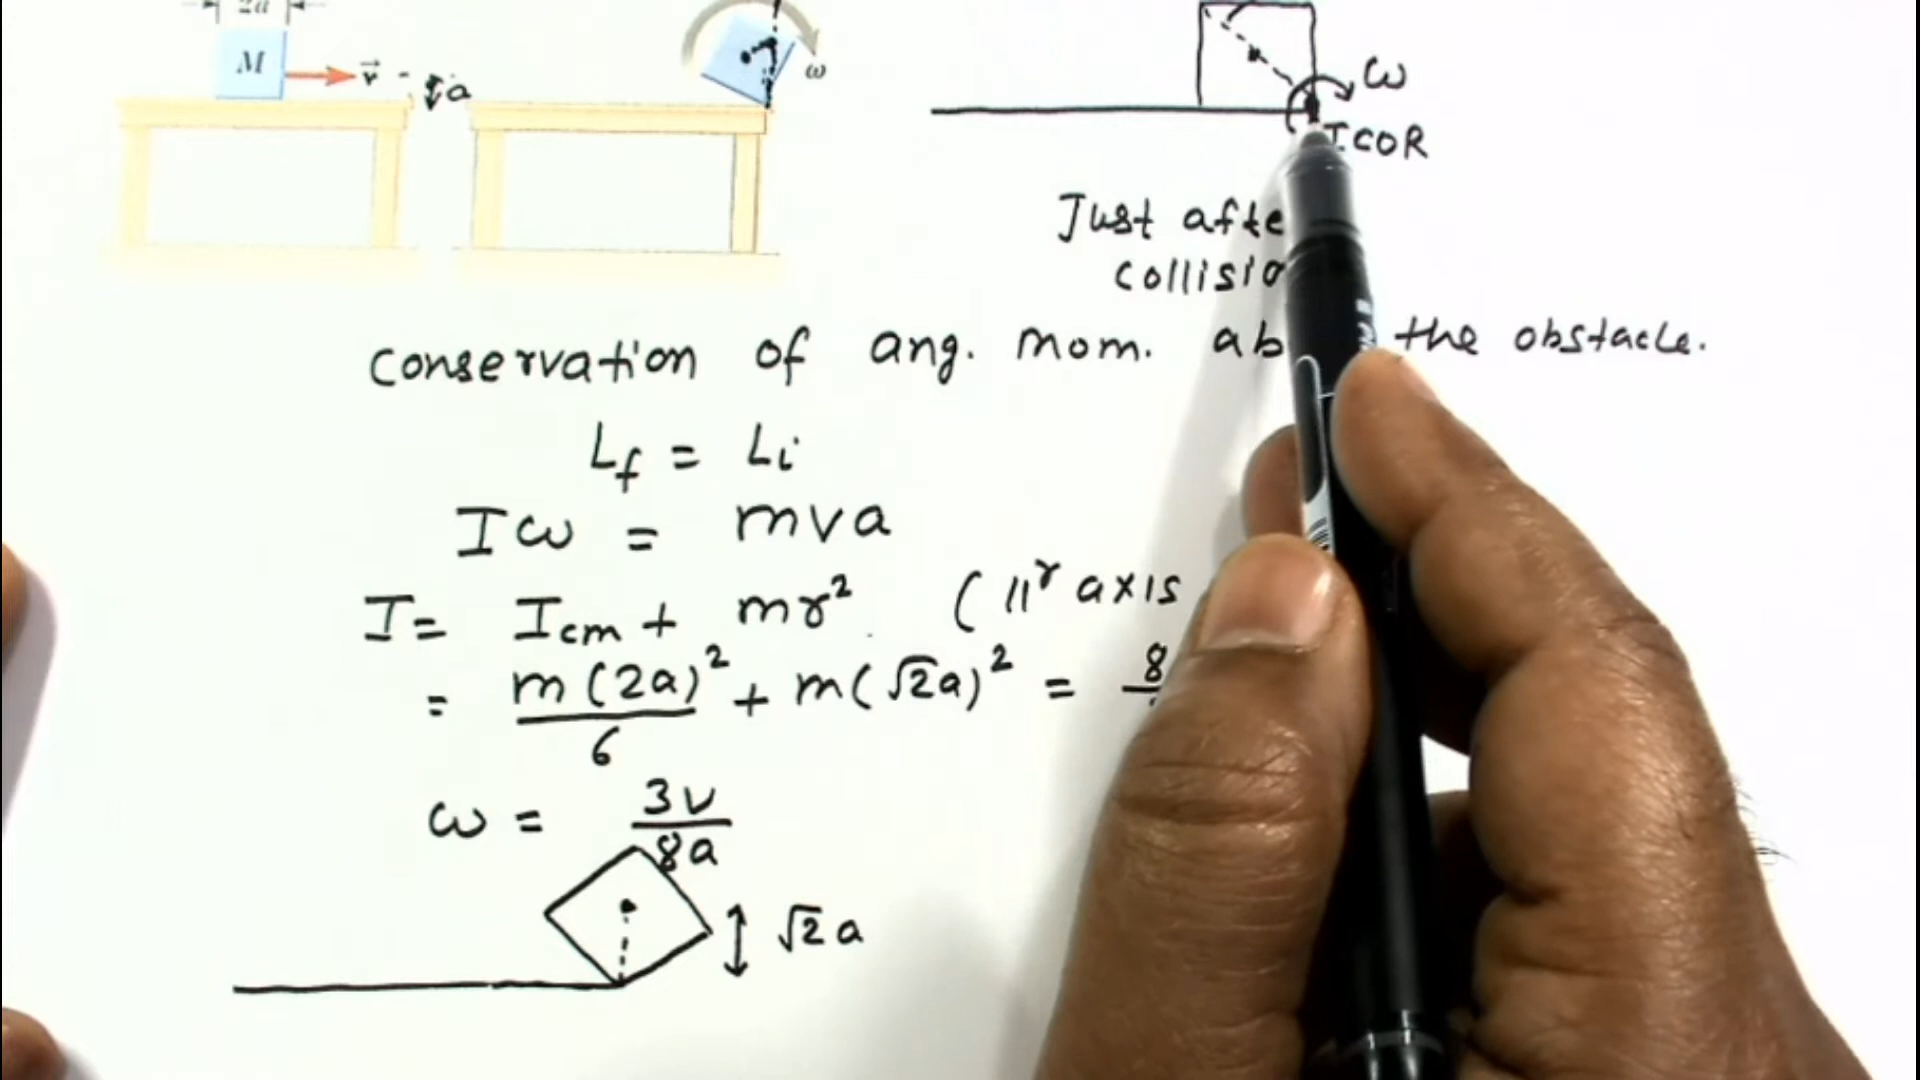 2a
M v⃗ a
ω
ω
ICOR
Just afte
collisio
conservation of ang. mom. ab the obstacle.
Lf = Li
Iω = mva
I = Icm + mr² (||ʳ axis
= m(2a)²/6 + m(√2a)² = 8
ω = 3v/8a
√2 a